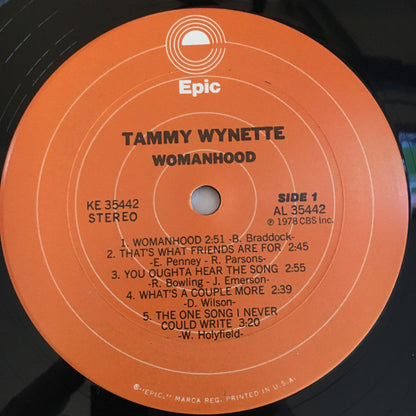 Epic
TAMMY WYNETTE
WOMANHOOD
KE 35442
STEREO
SIDE 1
AL 35442
℗ 1978 CBS Inc.
1. WOMANHOOD 2:51 -B. Braddock-
2. THAT'S WHAT FRIENDS ARE FOR 2:45
-E. Penney - R. Parsons-
3. YOU OUGHTA HEAR THE SONG 2:55
-R. Bowling - J. Emerson-
4. WHAT'S A COUPLE MORE 2:39
-D. Wilson-
5. THE ONE SONG I NEVER
COULD WRITE 3:20
-W. Holyfield-
©"EPIC," MARCA REG. PRINTED IN U.S.A.